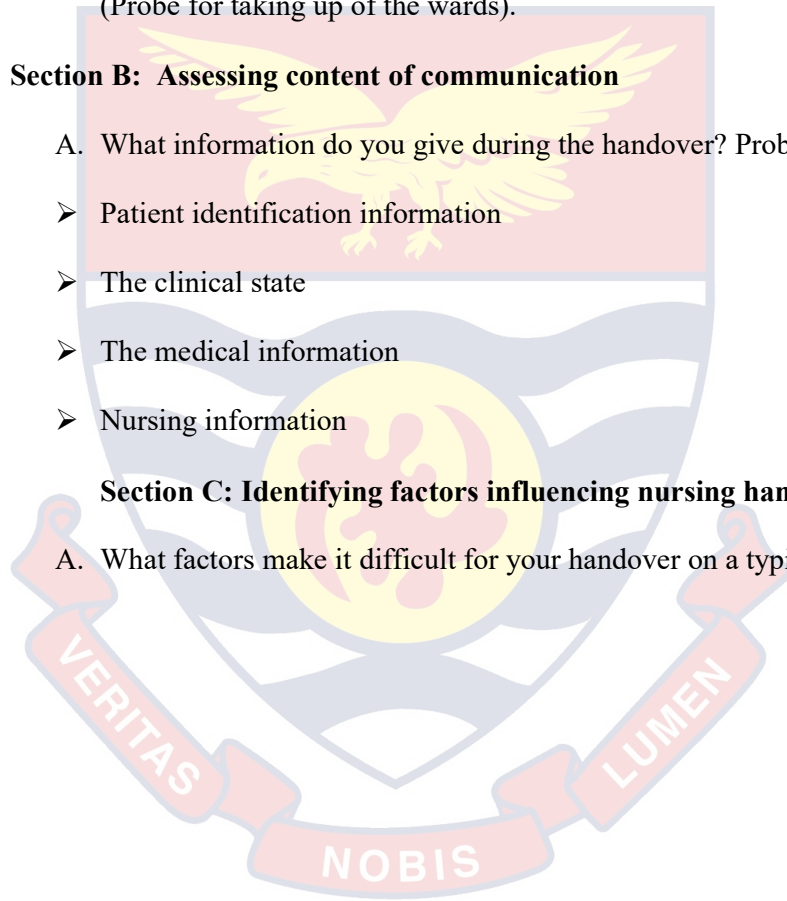 (Probe for taking up of the wards).
Section B: Assessing content of communication
A. What information do you give during the handover? Prob
➢ Patient identification information
➢ The clinical state
➢ The medical information
➢ Nursing information
Section C: Identifying factors influencing nursing han
A. What factors make it difficult for your handover on a typi
VERITAS
NOBIS
LUMEN